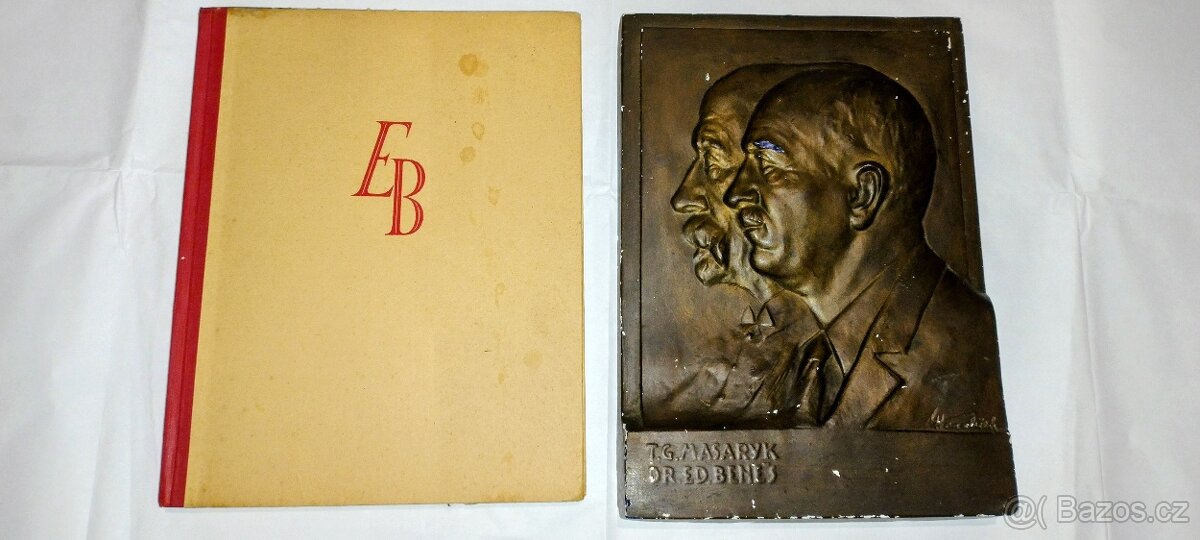 EB
T.G.MASARYK
DR ED.BENEŠ
@( Bazos.cz